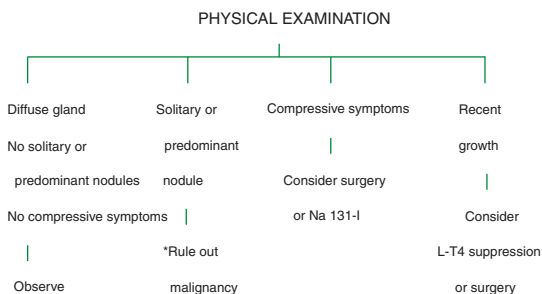 PHYSICAL EXAMINATION
Diffuse gland
No solitary or
predominant nodules
No compressive symptoms
Observe
Solitary or
predominant
nodule
*Rule out
malignancy
Compressive symptoms
Consider surgery
or Na 131-I
Recent
growth
Consider
L-T4 suppression
or surgery